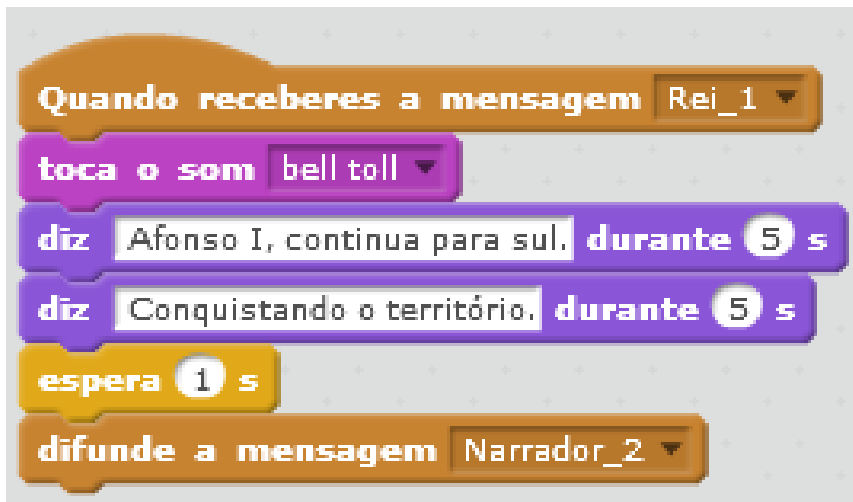 Quando receberes a mensagem Rei_1
toca o som bell toll
diz Afonso I, continua para sul. durante 5 s
diz Conquistando o território. durante 5 s
espera 1 s
difunde a mensagem Narrador_2